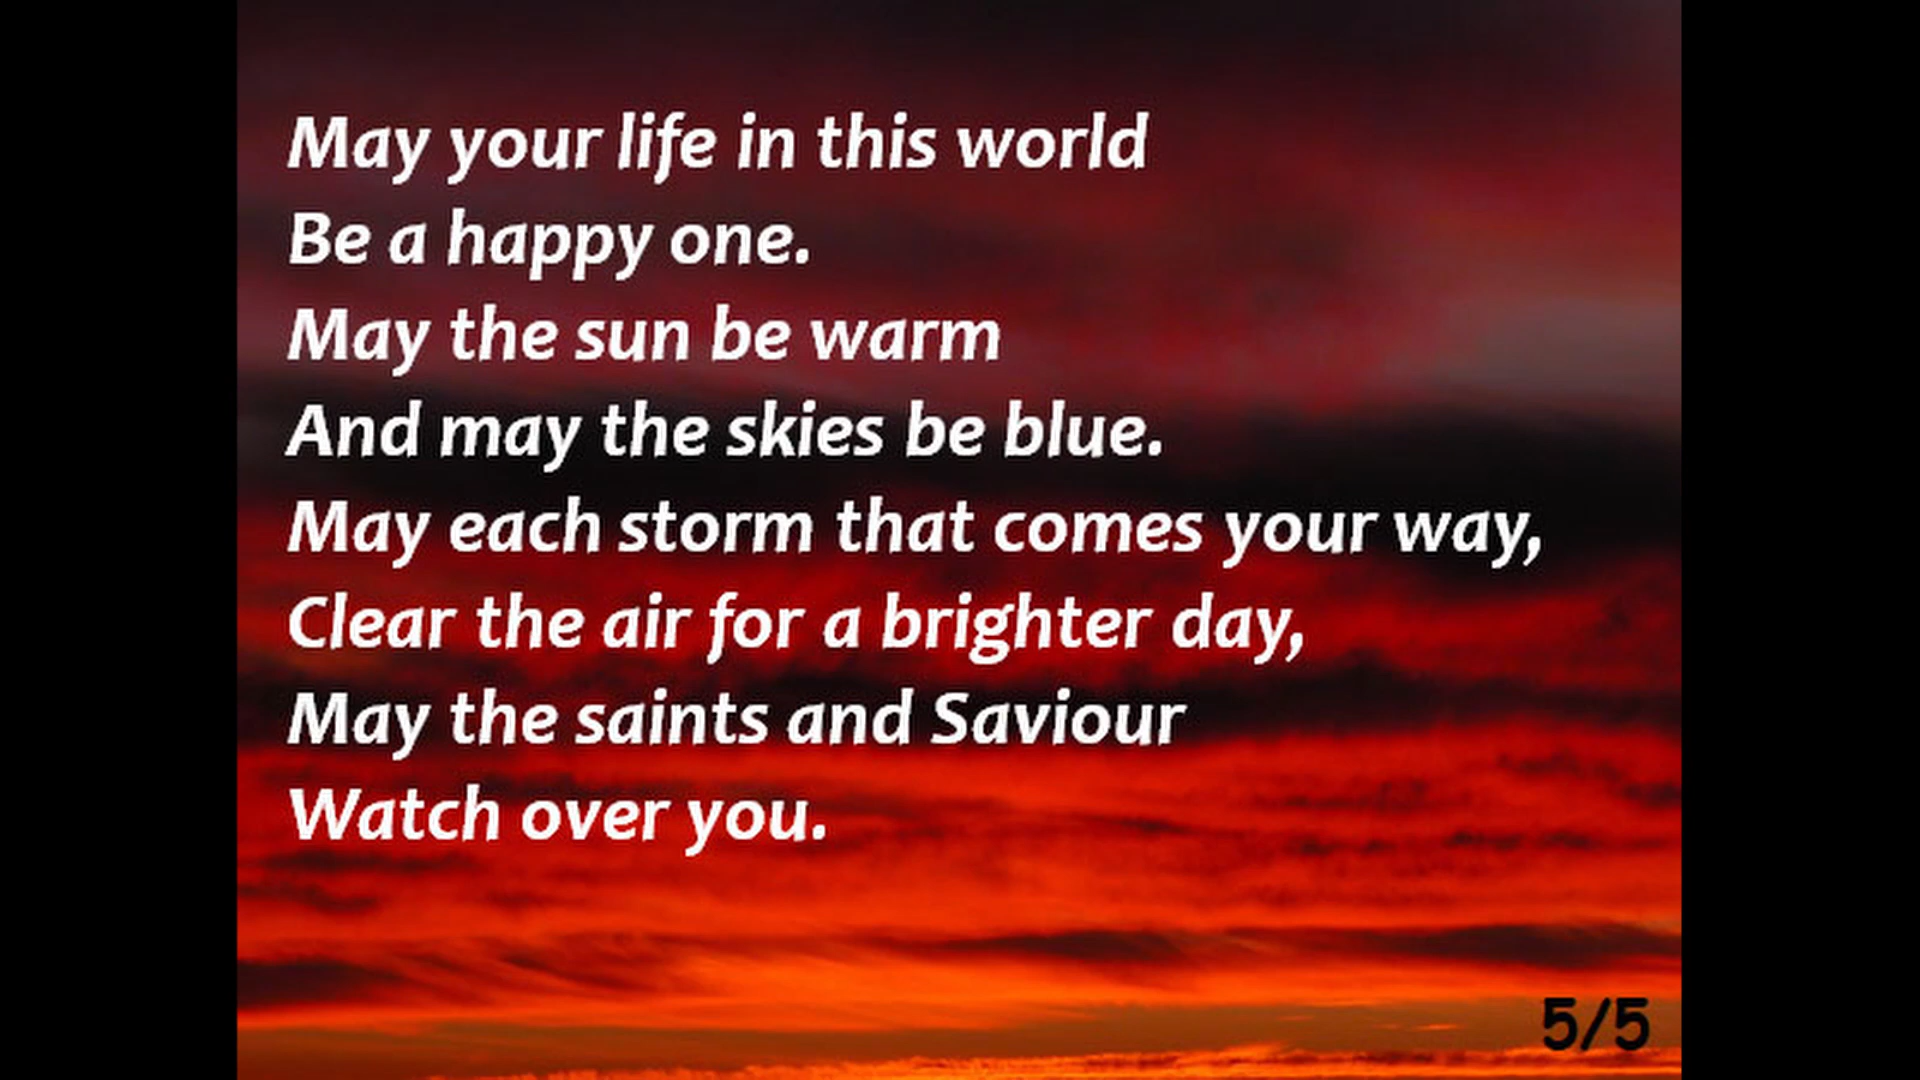 May your life in this world
Be a happy one.
May the sun be warm
And may the skies be blue.
May each storm that comes your way,
Clear the air for a brighter day,
May the saints and Saviour
Watch over you.
5/5